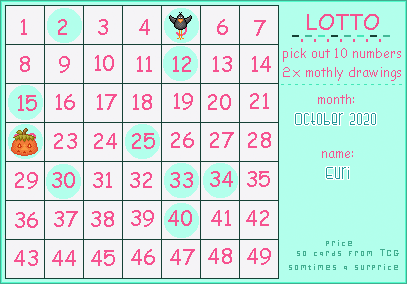 1 2 3 4 6 7
8 9 10 11 12 13 14
15 16 17 18 19 20 21
23 24 25 26 27 28
29 30 31 32 33 34 35
36 37 38 39 40 41 42
43 44 45 46 47 48 49
LOTTO
pick out 10 numbers
2x mothly drawings
month:
October 2020
name:
Euri
price
50 cards from TCG
somtimes a surprice